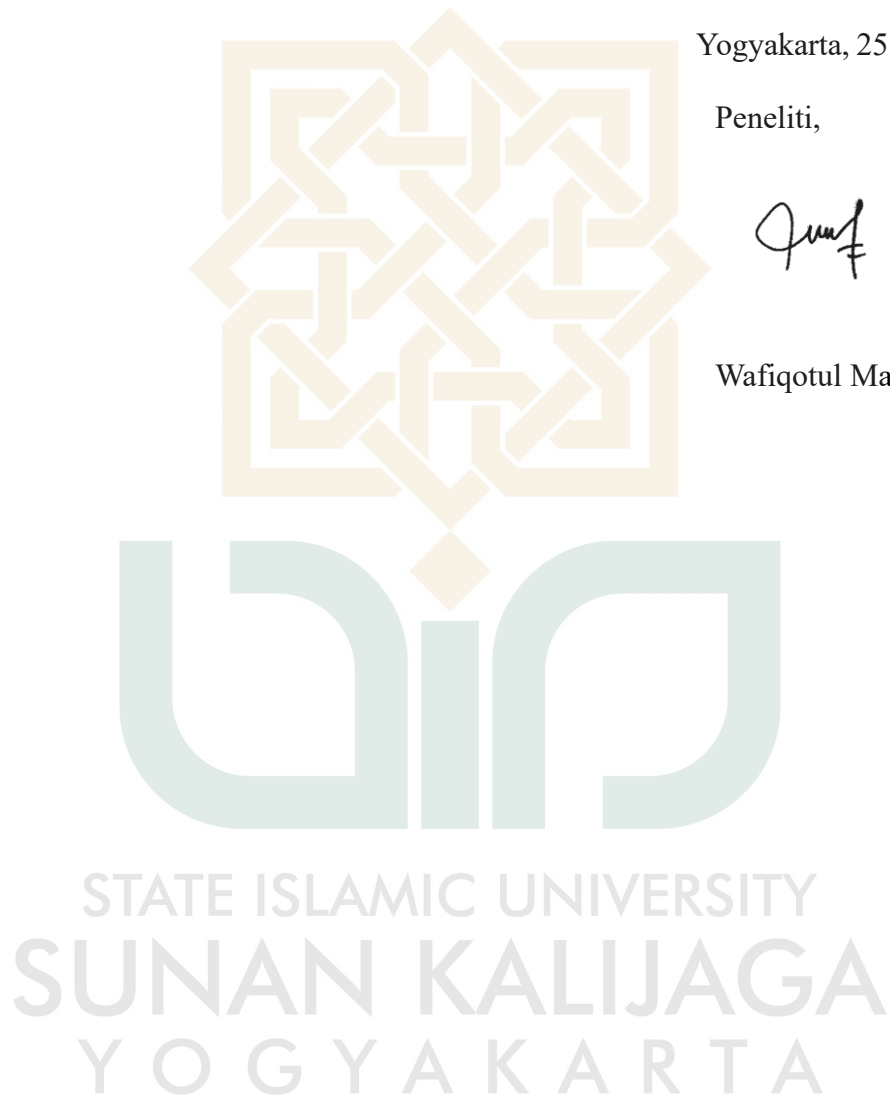 Yogyakarta, 25
Peneliti,
Wafiqotul Ma
STATE ISLAMIC UNIVERSITY
SUNAN KALIJAGA
YOGYAKARTA